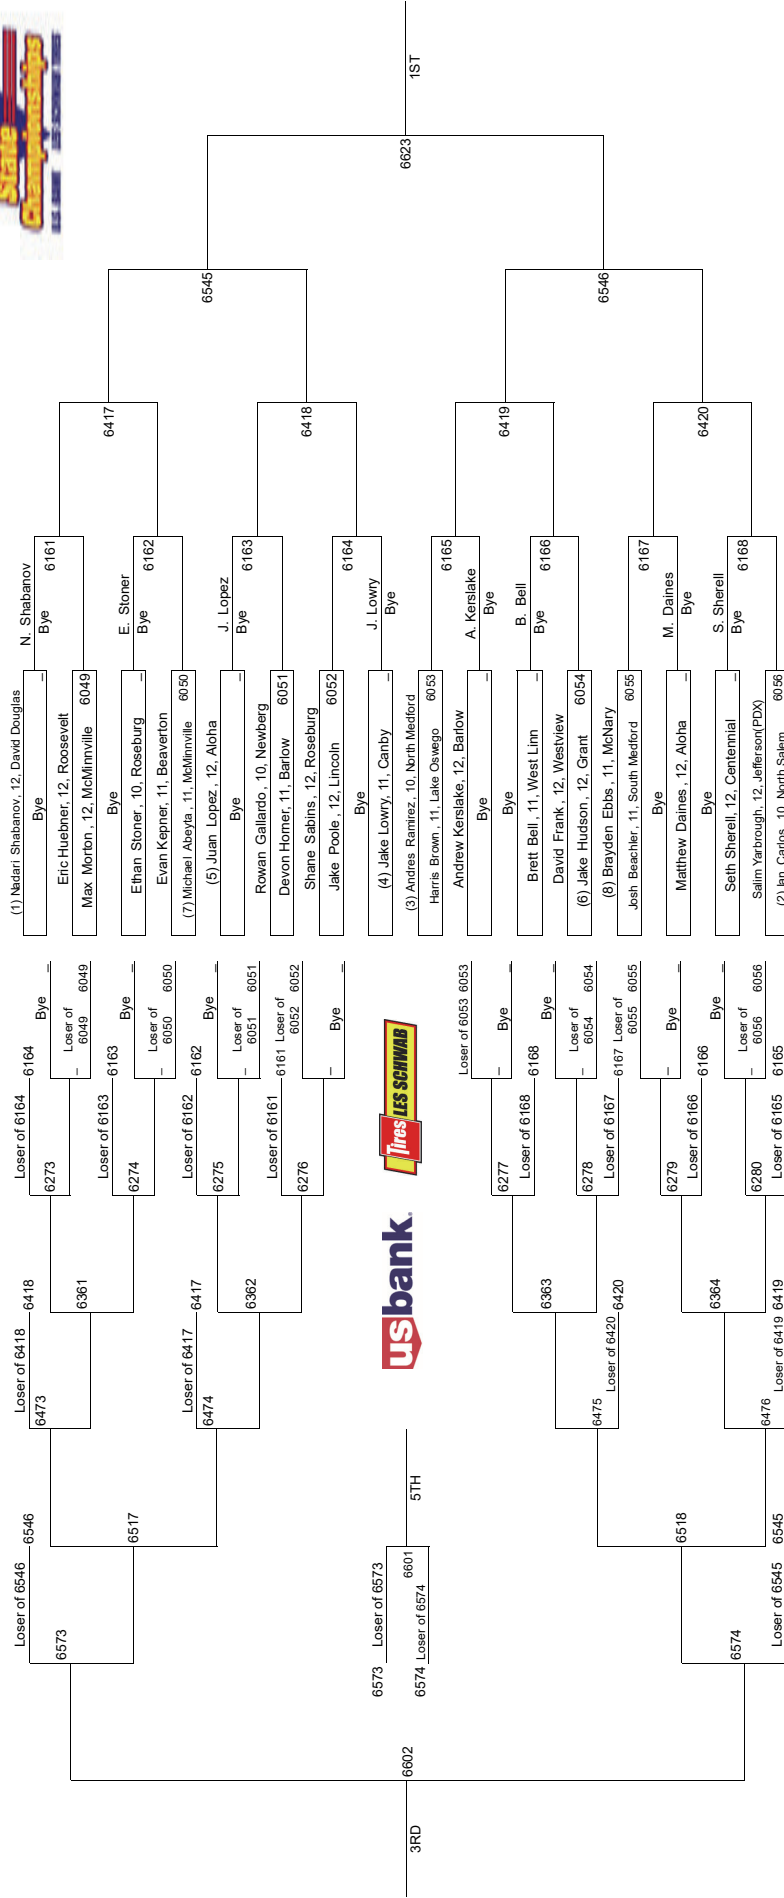 State
Championships
1ST
6623
6545
6546
6417
6418
6419
6420
N. Shabanov
Bye
6161
E. Stoner
Bye
6162
J. Lopez
Bye
6163
6164
J. Lowry
Bye
6165
A. Kerslake
Bye
B. Bell
Bye
6166
6167
M. Daines
Bye
S. Sherell
Bye
6168
(1) Nadari Shabanov, 12, David Douglas
–
Bye
Eric Huebner, 12, Roosevelt
6049
Max Morton , 12, McMinnville
Bye
–
Ethan Stoner , 10, Roseburg
Evan Kepner, 11, Beaverton
6050
(7) Michael Abeyta , 11, McMinnville
(5) Juan Lopez , 12, Aloha
–
Bye
Rowan Gallardo , 10, Newberg
6051
Devon Homer, 11, Barlow
Shane Sabins , 12, Roseburg
6052
Jake Poole , 12, Lincoln
Bye
–
(4) Jake Lowry, 11, Canby
(3) Andres Ramirez , 10, North Medford
6053
Harris Brown , 11, Lake Oswego
Andrew Kerslake, 12, Barlow
–
Bye
Bye
–
Brett Bell , 11, West Linn
David Frank , 12, Westview
6054
(6) Jake Hudson , 12, Grant
(8) Brayden Ebbs , 11, McNary
6055
Josh Beachler , 11, South Medford
Bye
–
Matthew Daines , 12, Aloha
Bye
–
Seth Sherell, 12, Centennial
Salim Yarbrough, 12, Jefferson(PDX)
6056
(2) Ian Carlos , 10, North Salem
Bye –
Loser of
6049 6049
Bye –
Loser of
6050 6050
Bye –
Loser of
6051 6051
Loser of
6052 6052
Bye –
Loser of 6053 6053
Bye –
Bye –
Loser of
6054 6054
Loser of
6055 6055
Bye –
Bye –
Loser of
6056 6056
Loser of 6164 6164
6273
–
Loser of 6163 6163
6274
–
Loser of 6162 6162
6275
–
Loser of 6161 6161
6276
–
6277
–
Loser of 6168 6168
6278
–
Loser of 6167 6167
6279
–
Loser of 6166 6166
6280
–
Loser of 6165 6165
Tires LES SCHWAB
usbank.
Loser of 6418 6418
6361
Loser of 6417 6417
6362
6363
Loser of 6420 6420
6364
Loser of 6419 6419
6473
6474
6475
6476
5TH
Loser of 6546 6546
6517
6518
Loser of 6545 6545
6573 Loser of 6573
6601
6574 Loser of 6574
6573
6574
6602
3RD